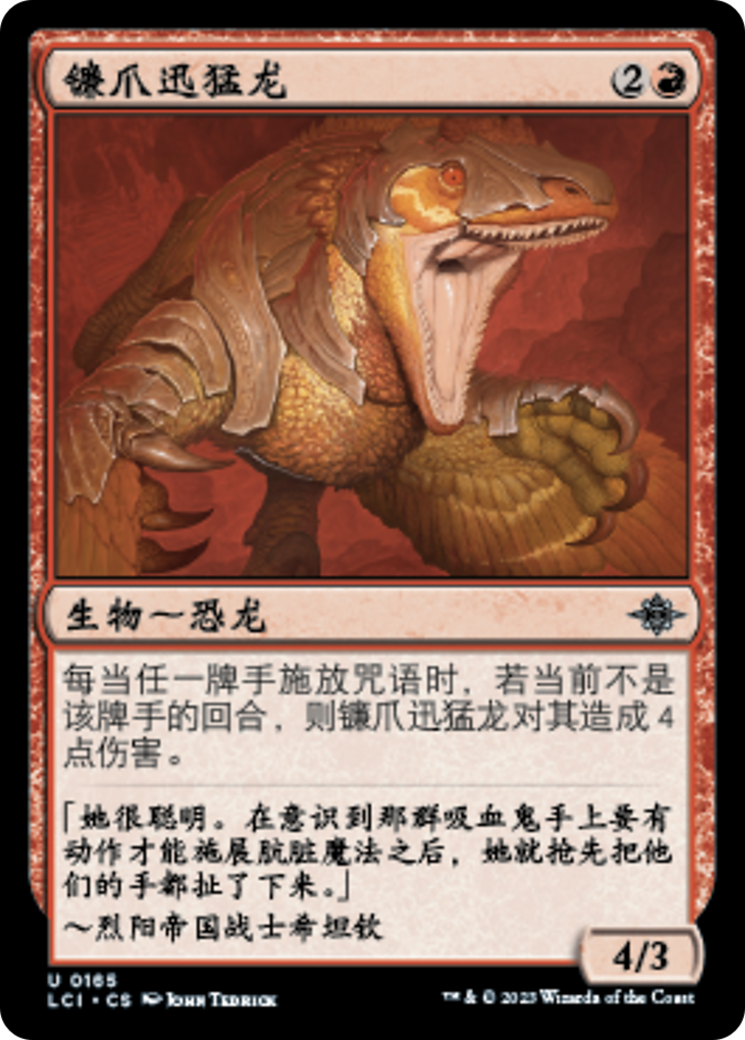 镰爪迅猛龙 2
生物～恐龙
每当任一牌手施放咒语时，若当前不是
该牌手的回合，则镰爪迅猛龙对其造成4
点伤害。
「她很聪明。在意识到那群吸血鬼手上要有
动作才能施展肮脏魔法之后，她就抢先把他
们的手都扯了下来。」
～烈阳帝国战士希坦钦
4/3
U 0165
LCI • CS John Tedrick
™ & © 2023 Wizards of the Coast